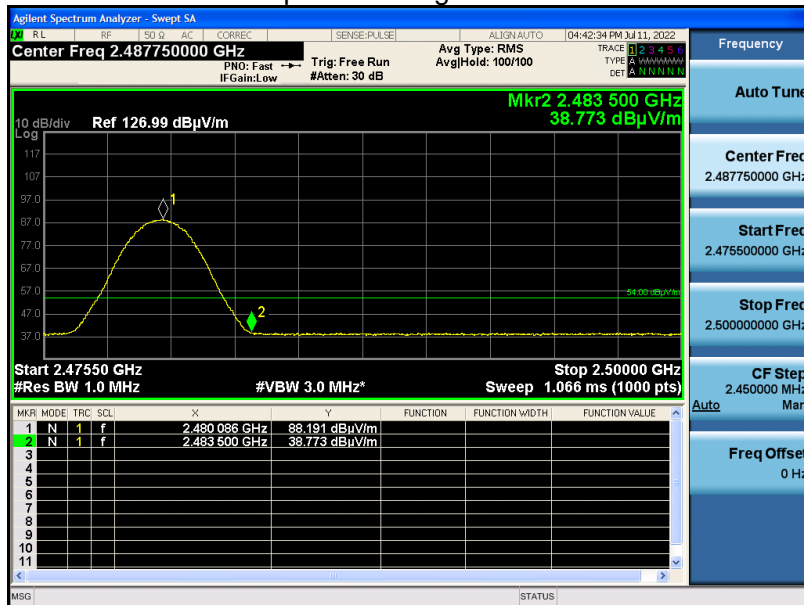 Agilent Spectrum Analyzer - Swept SA
LXI RL RF 50 Ω AC CORREC SENSE:PULSE ALIGN AUTO 04:42:34 PM Jul 11, 2022
Center Freq 2.487750000 GHz
PNO: Fast
IFGain:Low
Trig: Free Run
#Atten: 30 dB
Avg Type: RMS
Avg|Hold: 100/100
TRACE 1 2 3 4 5 6
TYPE A WWWWW
DET A N N N N N
Mkr2 2.483 500 GHz
38.773 dBµV/m
10 dB/div Ref 126.99 dBµV/m
Log
117
107
97.0
87.0
77.0
67.0
57.0
47.0
37.0
1
2
54.00 dBµV/m
Start 2.47550 GHz Stop 2.50000 GHz
#Res BW 1.0 MHz #VBW 3.0 MHz* Sweep 1.066 ms (1000 pts)
MKR MODE TRC SCL X Y FUNCTION FUNCTION WIDTH FUNCTION VALUE
1 N 1 f 2.480 086 GHz 88.191 dBµV/m
2 N 1 f 2.483 500 GHz 38.773 dBµV/m
3
4
5
6
7
8
9
10
11
MSG STATUS
Frequency
Auto Tune
Center Freq
2.487750000 GHz
Start Freq
2.475500000 GHz
Stop Freq
2.500000000 GHz
CF Step
2.450000 MHz
Auto Man
Freq Offset
0 Hz